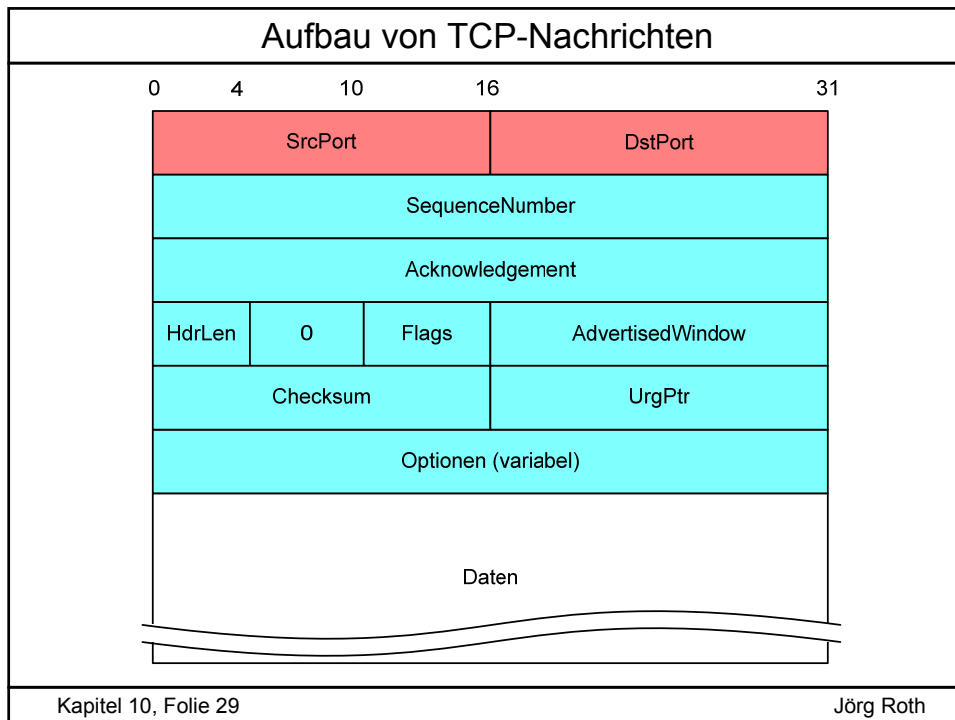 Aufbau von TCP-Nachrichten
0 4 10 16 31
SrcPort DstPort
SequenceNumber
Acknowledgement
HdrLen 0 Flags AdvertisedWindow
Checksum UrgPtr
Optionen (variabel)
Daten
Kapitel 10, Folie 29 Jörg Roth